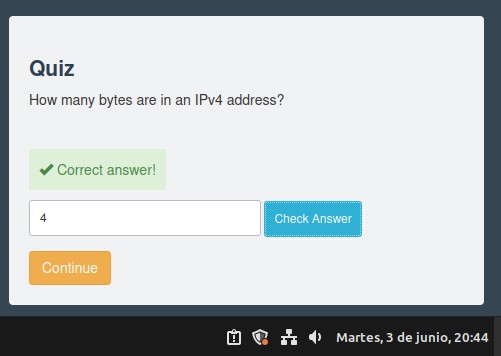 Quiz
How many bytes are in an IPv4 address?
Correct answer!
4
Check Answer
Continue
Martes, 3 de junio, 20:44